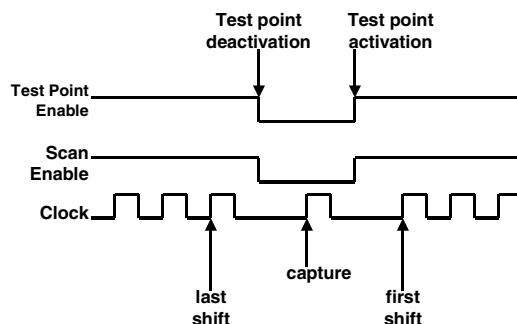 Test point
deactivation
Test point
activation
Test Point
Enable
Scan
Enable
Clock
last
shift
capture
first
shift